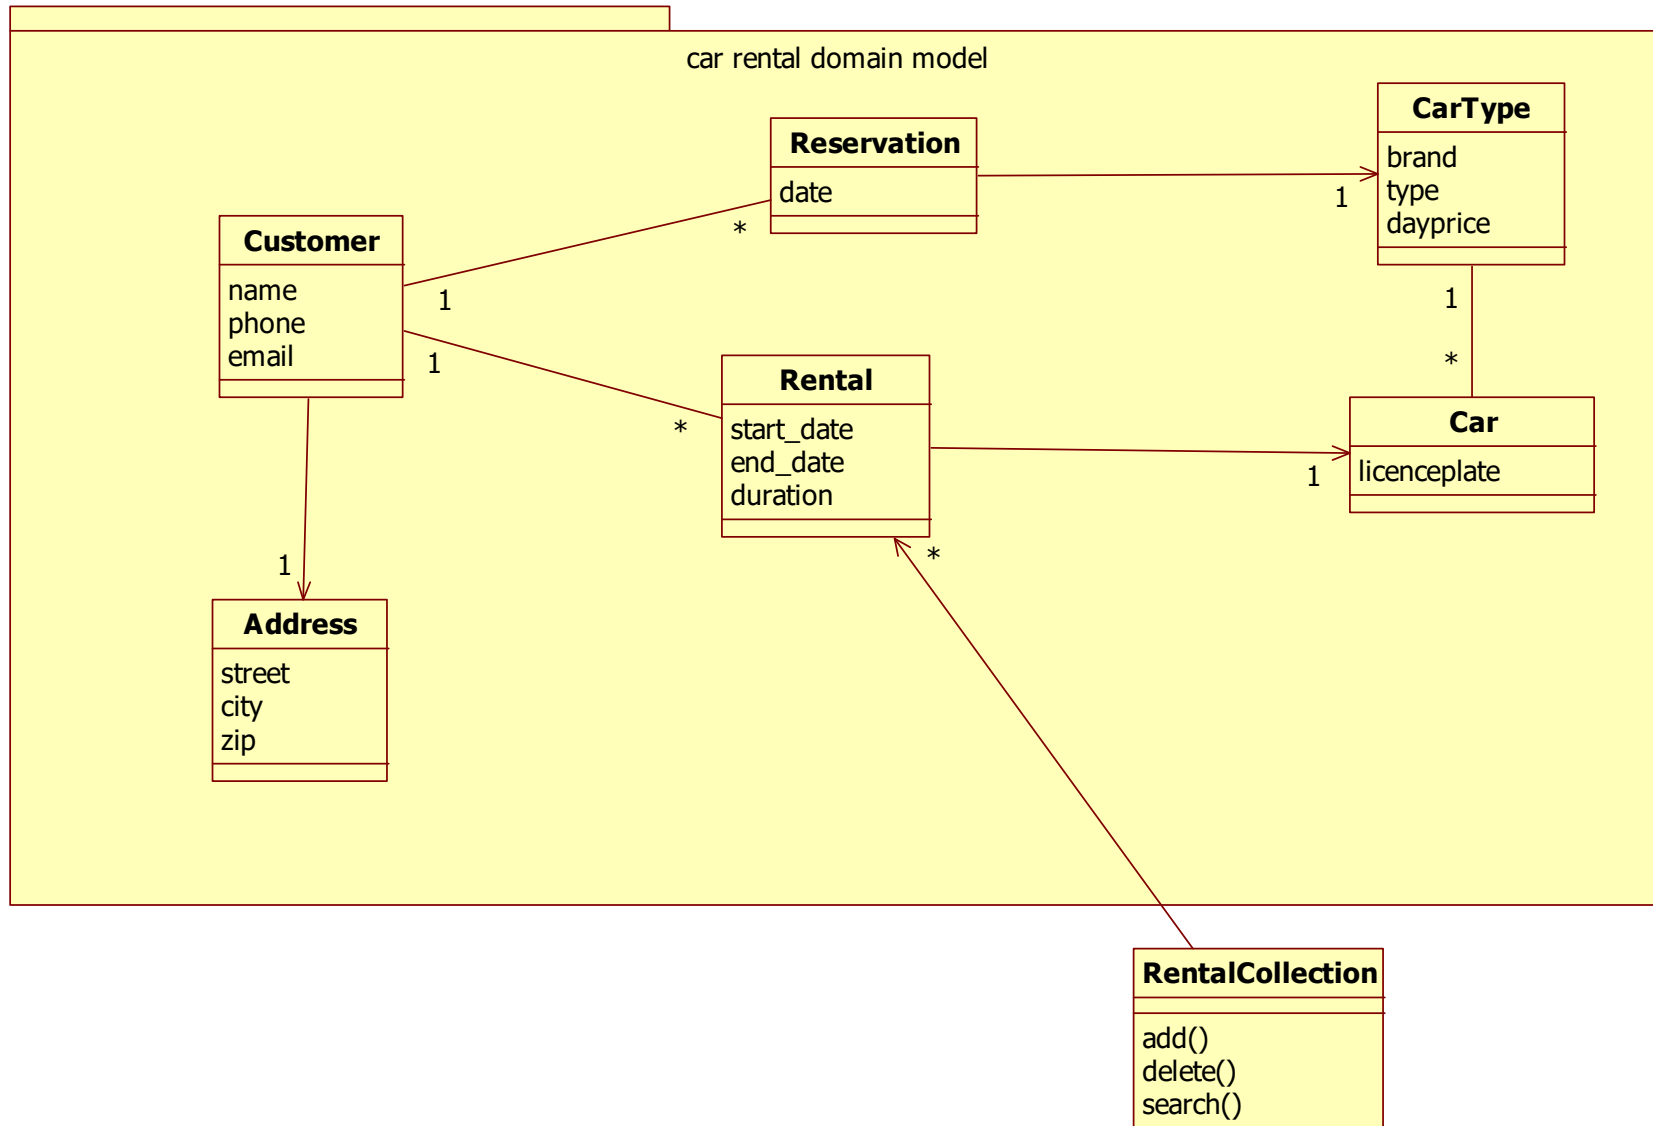 car rental domain model
CarType
brand
type
dayprice
Reservation
date
1
*
Customer
name
phone
email
1
1
1
*
Rental
start_date
end_date
duration
*
Car
licenceplate
1
*
1
Address
street
city
zip
RentalCollection
add()
delete()
search()